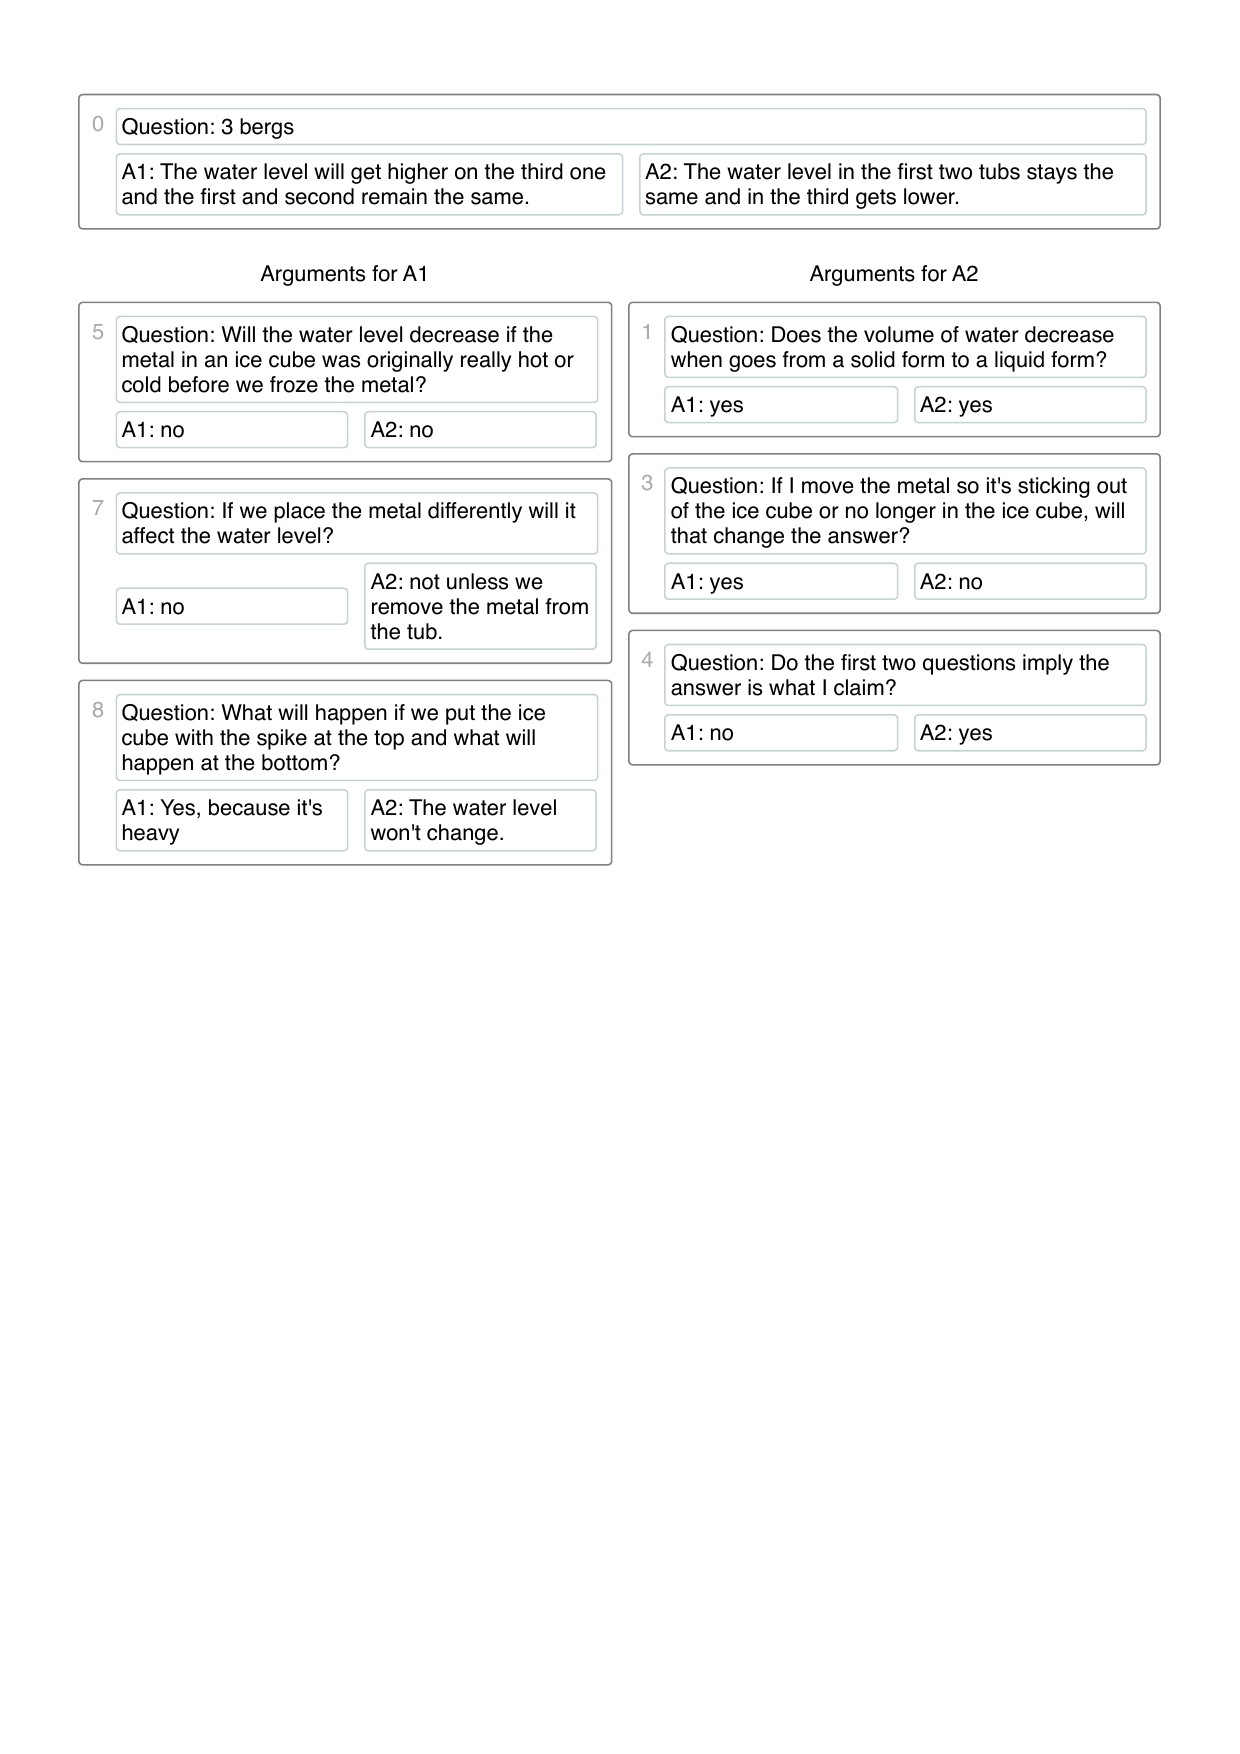 0
Question: 3 bergs
A1: The water level will get higher on the third one
and the first and second remain the same.
A2: The water level in the first two tubs stays the
same and in the third gets lower.
Arguments for A1
5
Question: Will the water level decrease if the
metal in an ice cube was originally really hot or
cold before we froze the metal?
A1: no
A2: no
7
Question: If we place the metal differently will it
affect the water level?
A1: no
A2: not unless we
remove the metal from
the tub.
8
Question: What will happen if we put the ice
cube with the spike at the top and what will
happen at the bottom?
A1: Yes, because it's
heavy
A2: The water level
won't change.
Arguments for A2
1
Question: Does the volume of water decrease
when goes from a solid form to a liquid form?
A1: yes
A2: yes
3
Question: If I move the metal so it's sticking out
of the ice cube or no longer in the ice cube, will
that change the answer?
A1: yes
A2: no
4
Question: Do the first two questions imply the
answer is what I claim?
A1: no
A2: yes